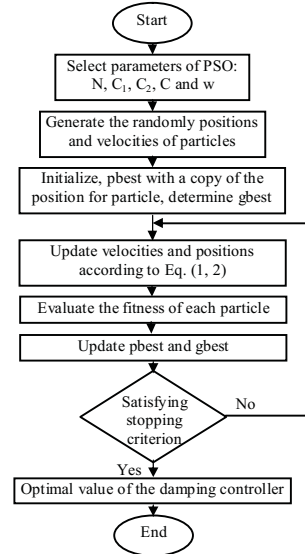 Start
Select parameters of PSO:
N, C₁, C₂, C and w
Generate the randomly positions
and velocities of particles
Initialize, pbest with a copy of the
position for particle, determine gbest
Update velocities and positions
according to Eq. (1, 2)
Evaluate the fitness of each particle
Update pbest and gbest
Satisfying
stopping
criterion
No
Yes
Optimal value of the damping controller
End